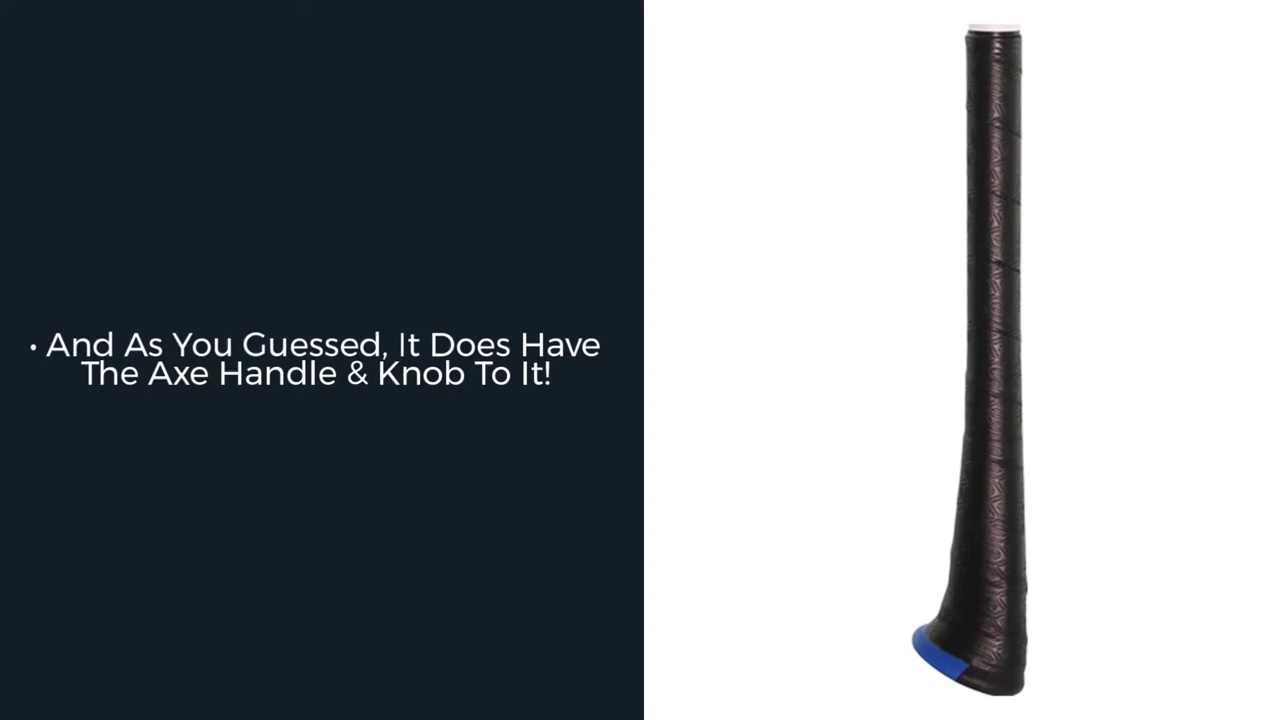 • And As You Guessed, It Does Have
The Axe Handle & Knob To It!